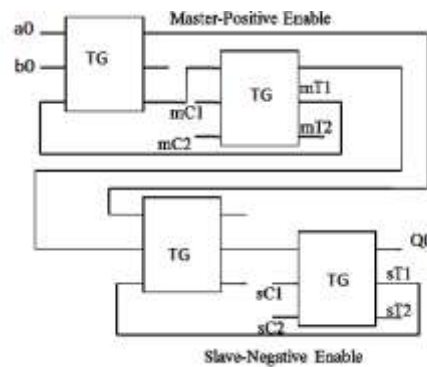 a0 Master-Positive Enable
b0 TG
TG mT1
mC1
mT2
mC2
Q
TG TG sT1
sC1
sT2
sC2
Slave-Negative Enable